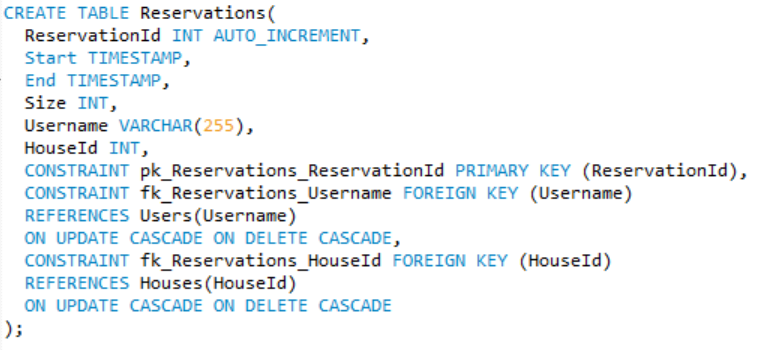 CREATE TABLE Reservations(
  ReservationId INT AUTO_INCREMENT,
  Start TIMESTAMP,
  End TIMESTAMP,
  Size INT,
  Username VARCHAR(255),
  HouseId INT,
  CONSTRAINT pk_Reservations_ReservationId PRIMARY KEY (ReservationId),
  CONSTRAINT fk_Reservations_Username FOREIGN KEY (Username)
  REFERENCES Users(Username)
  ON UPDATE CASCADE ON DELETE CASCADE,
  CONSTRAINT fk_Reservations_HouseId FOREIGN KEY (HouseId)
  REFERENCES Houses(HouseId)
  ON UPDATE CASCADE ON DELETE CASCADE
);